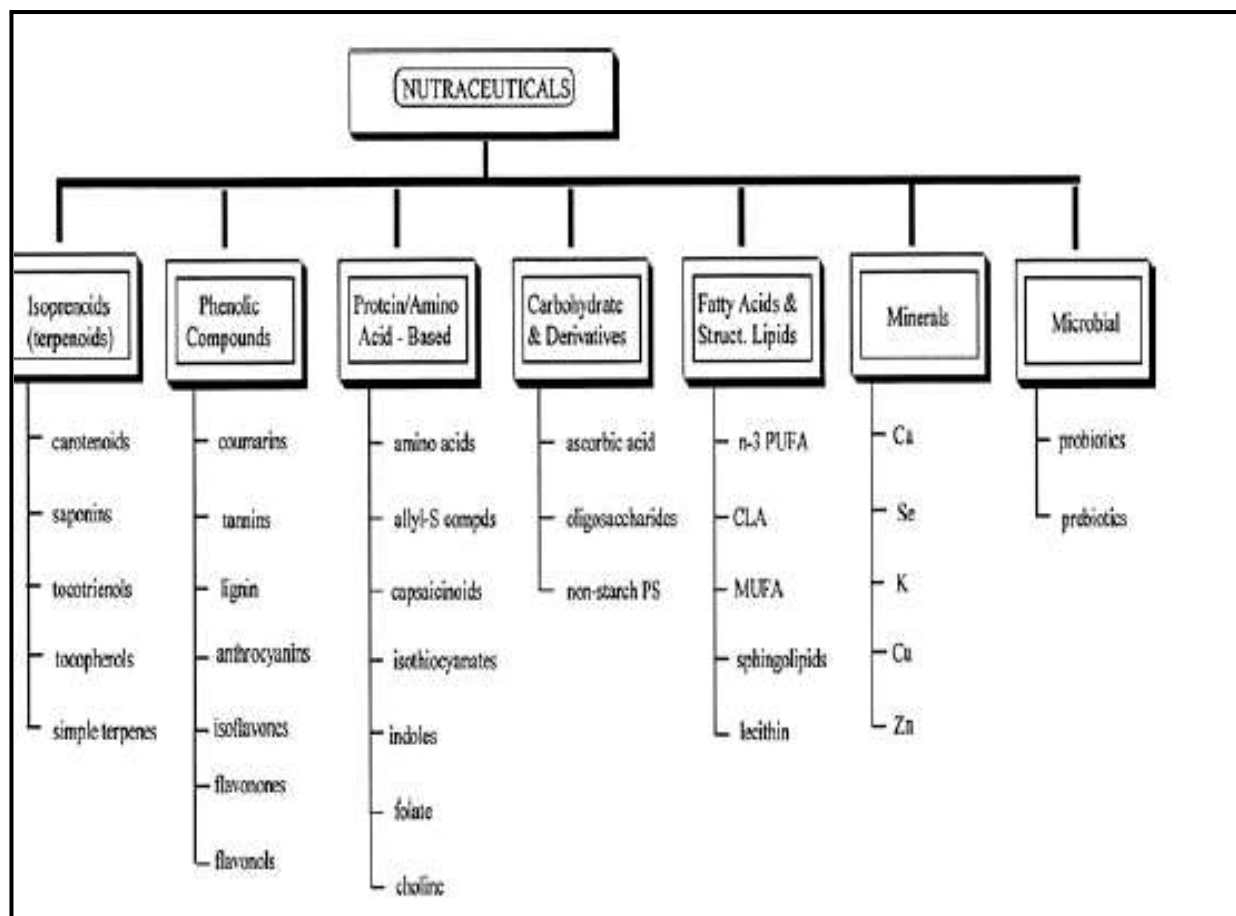 NUTRACEUTICALS
Isoprenoids
(terpenoids)
Phenolic
Compounds
Protein/Amino
Acid - Based
Carbohydrate
& Derivatives
Fatty Acids &
Struct. Lipids
Minerals
Microbial
carotenoids
saponins
tocotrienols
tocopherols
simple terpenes
coumarins
tannins
lignin
anthrocyanins
isoflavones
flavonones
flavonols
amino acids
allyl-S compds
capsaicinoids
isothiocyanates
indoles
folate
choline
ascorbic acid
oligosaccharides
non-starch PS
n-3 PUFA
CLA
MUFA
sphingolipids
lecithin
Ca
Se
K
Cu
Zn
probiotics
prebiotics